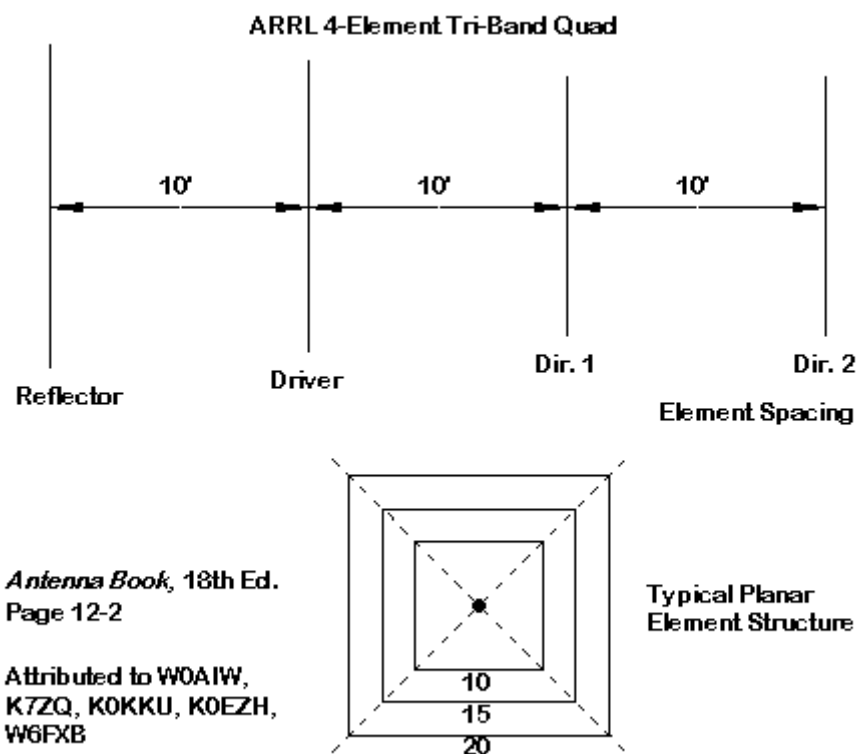 ARRL 4-Element Tri-Band Quad
10' 10' 10'
Reflector Driver Dir. 1 Dir. 2
Element Spacing
Antenna Book, 18th Ed.
Page 12-2
Typical Planar
Element Structure
Attributed to W0AIW,
K7ZQ, K0KKU, K0EZH,
W6FXB
10
15
20